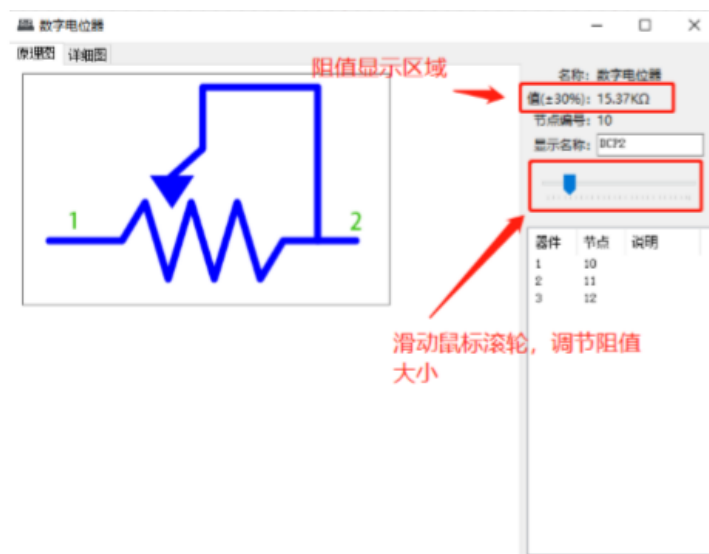 数字电位器
原理图 详细图
阻值显示区域
名称: 数字电位器
值(±30%): 15.37KΩ
节点编号: 10
显示名称: DCP2
1
2
器件 节点 说明
1 10
2 11
3 12
滑动鼠标滚轮，调节阻值
大小